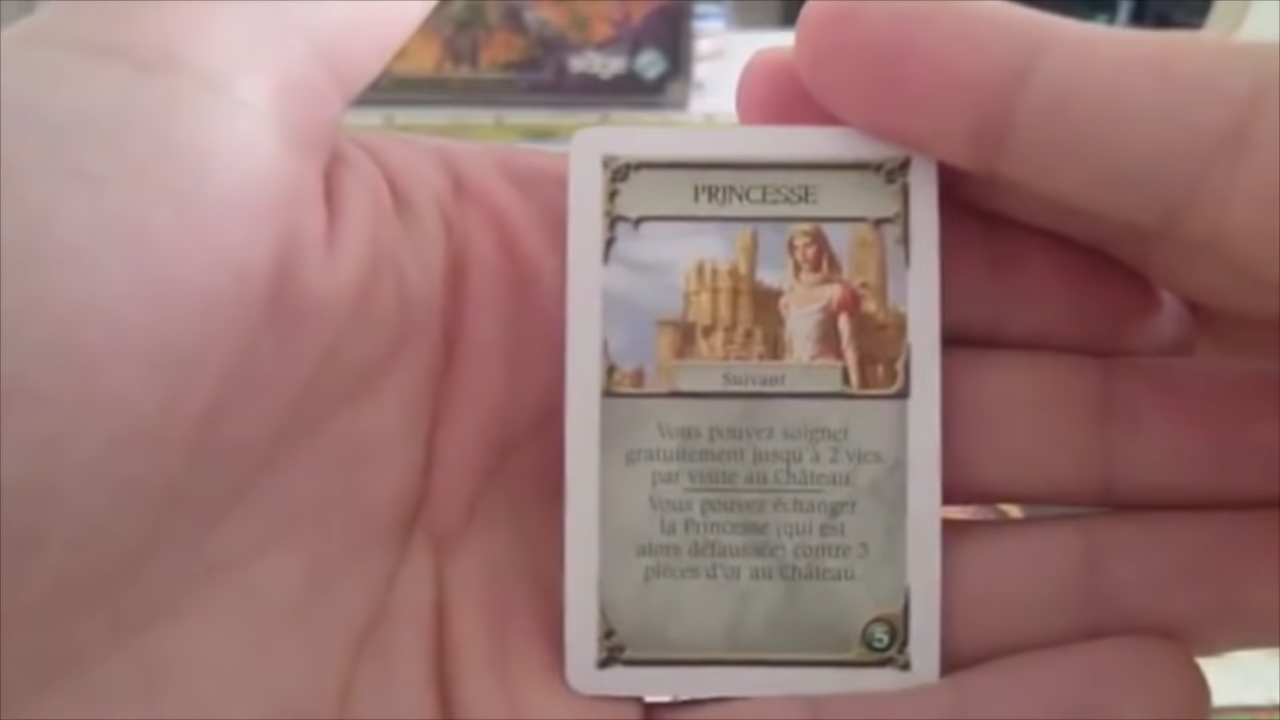 PRINCESSE
Suivant
Vous pouvez soigner
gratuitement jusqu'à 2 vies
par visite au Château.
Vous pouvez échanger
la Princesse (qui est
alors défaussée) contre 3
pièces d'or au Château.
5